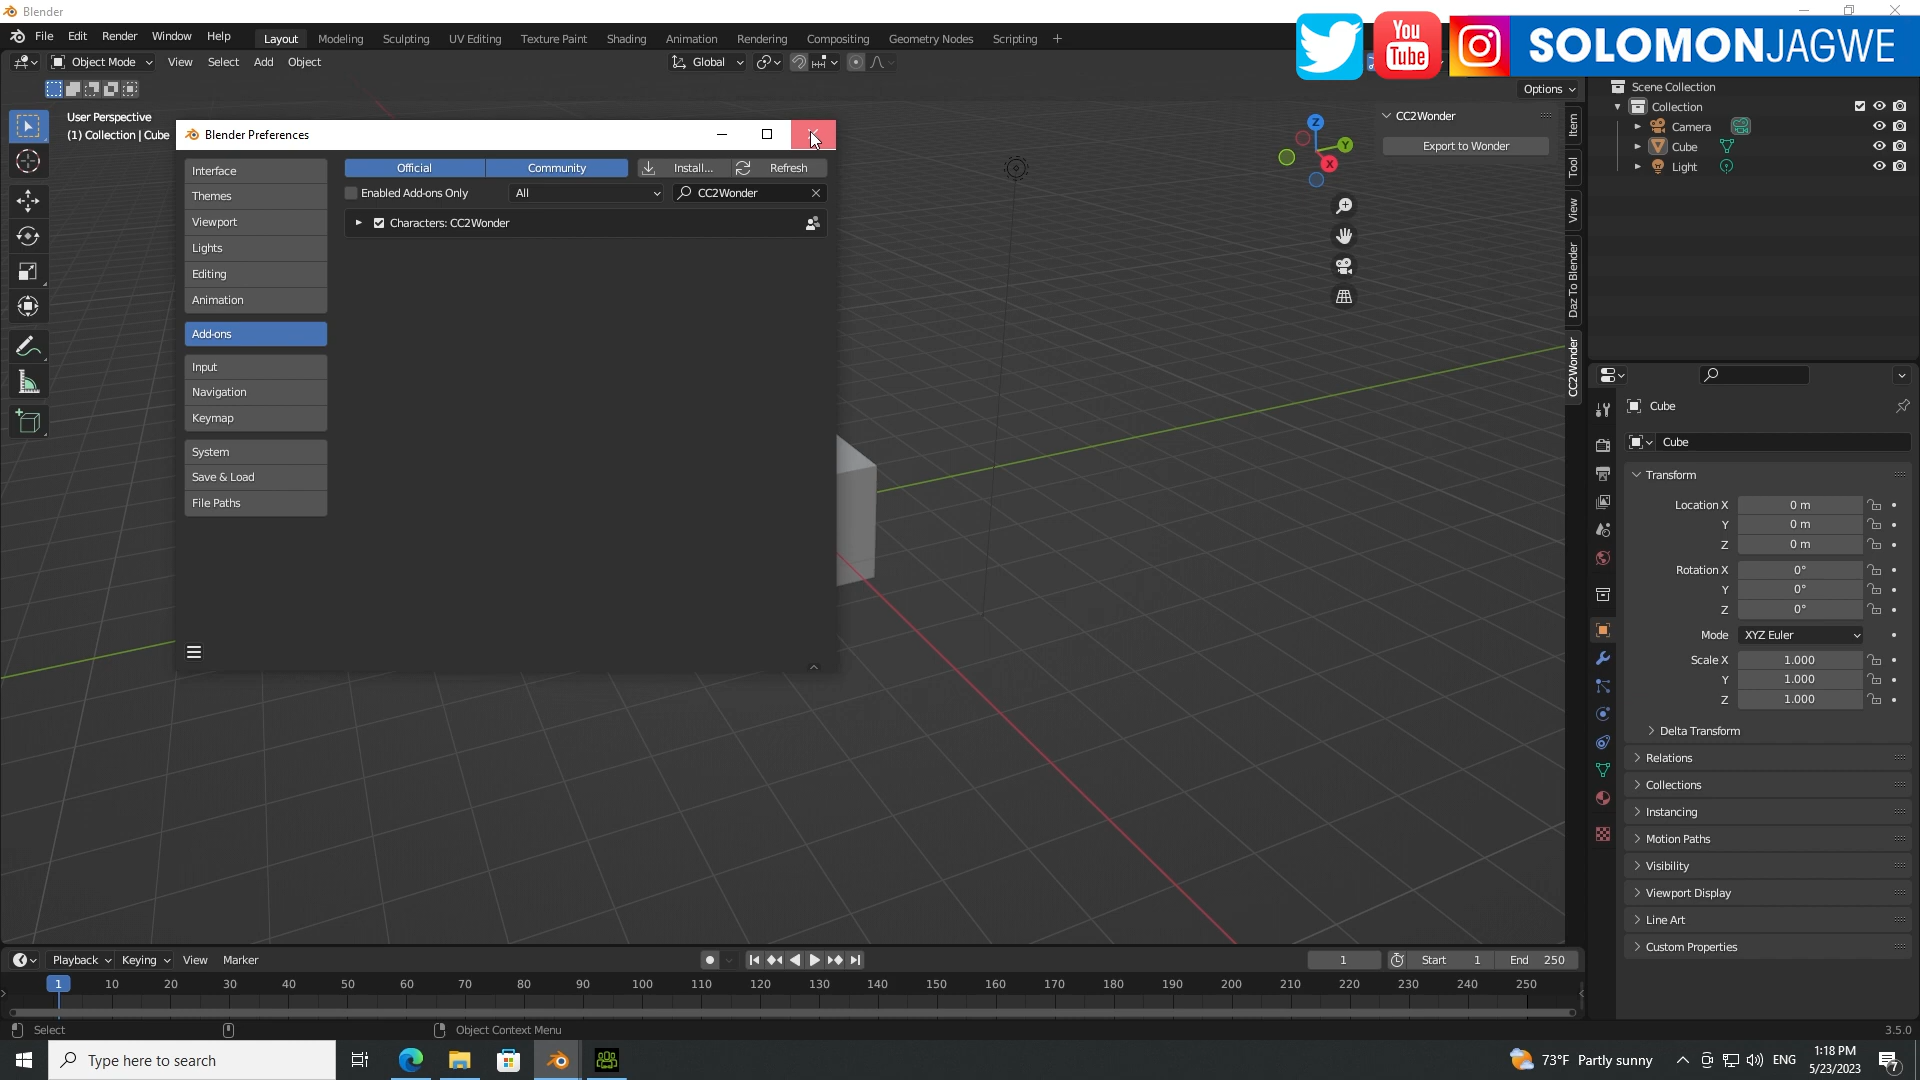 Blender
File Edit Render Window Help
Layout Modeling Sculpting UV Editing Texture Paint Shading Animation Rendering Compositing Geometry Nodes Scripting +
You
Tube
SOLOMONJAGWE
Object Mode View Select Add Object
Global
Options
User Perspective
(1) Collection | Cube
Blender Preferences
Interface
Themes
Viewport
Lights
Editing
Animation
Add-ons
Input
Navigation
Keymap
System
Save & Load
File Paths
Official Community Install... Refresh
Enabled Add-ons Only All CC2Wonder
Characters: CC2Wonder
Z
Y
X
CC2Wonder
Export to Wonder
Item
Tool
View
Daz To Blender
CC2Wonder
Scene Collection
Collection
Camera
Cube
Light
Cube
Cube
Transform
Location X 0 m
Y 0 m
Z 0 m
Rotation X 0°
Y 0°
Z 0°
Mode XYZ Euler
Scale X 1.000
Y 1.000
Z 1.000
Delta Transform
Relations
Collections
Instancing
Motion Paths
Visibility
Viewport Display
Line Art
Custom Properties
Playback Keying View Marker
1 Start 1 End 250
1 10 20 30 40 50 60 70 80 90 100 110 120 130 140 150 160 170 180 190 200 210 220 230 240 250
Select Object Context Menu 3.5.0
Type here to search
73°F Partly sunny
ENG
1:18 PM
5/23/2023
7